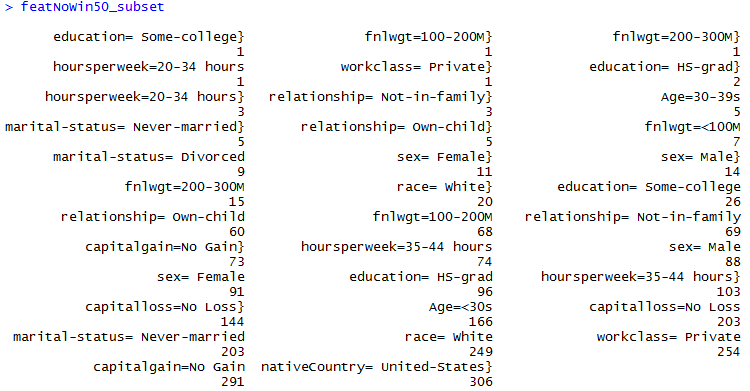 > featNoWin50_subset
education= Some-college} fnlwgt=100-200M} fnlwgt=200-300M}
1 1 1
hoursperweek=20-34 hours workclass= Private} education= HS-grad}
1 1 2
hoursperweek=20-34 hours} relationship= Not-in-family} Age=30-39s
3 3 5
marital-status= Never-married} relationship= Own-child} fnlwgt=<100M
5 5 7
marital-status= Divorced sex= Female} sex= Male}
9 11 14
fnlwgt=200-300M race= White} education= Some-college
15 20 26
relationship= Own-child fnlwgt=100-200M relationship= Not-in-family
60 68 69
capitalgain=No Gain} hoursperweek=35-44 hours sex= Male
73 74 88
sex= Female education= HS-grad hoursperweek=35-44 hours}
91 96 103
capitalloss=No Loss} Age=<30s capitalloss=No Loss
144 166 203
marital-status= Never-married race= White workclass= Private
203 249 254
capitalgain=No Gain nativeCountry= United-States}
291 306